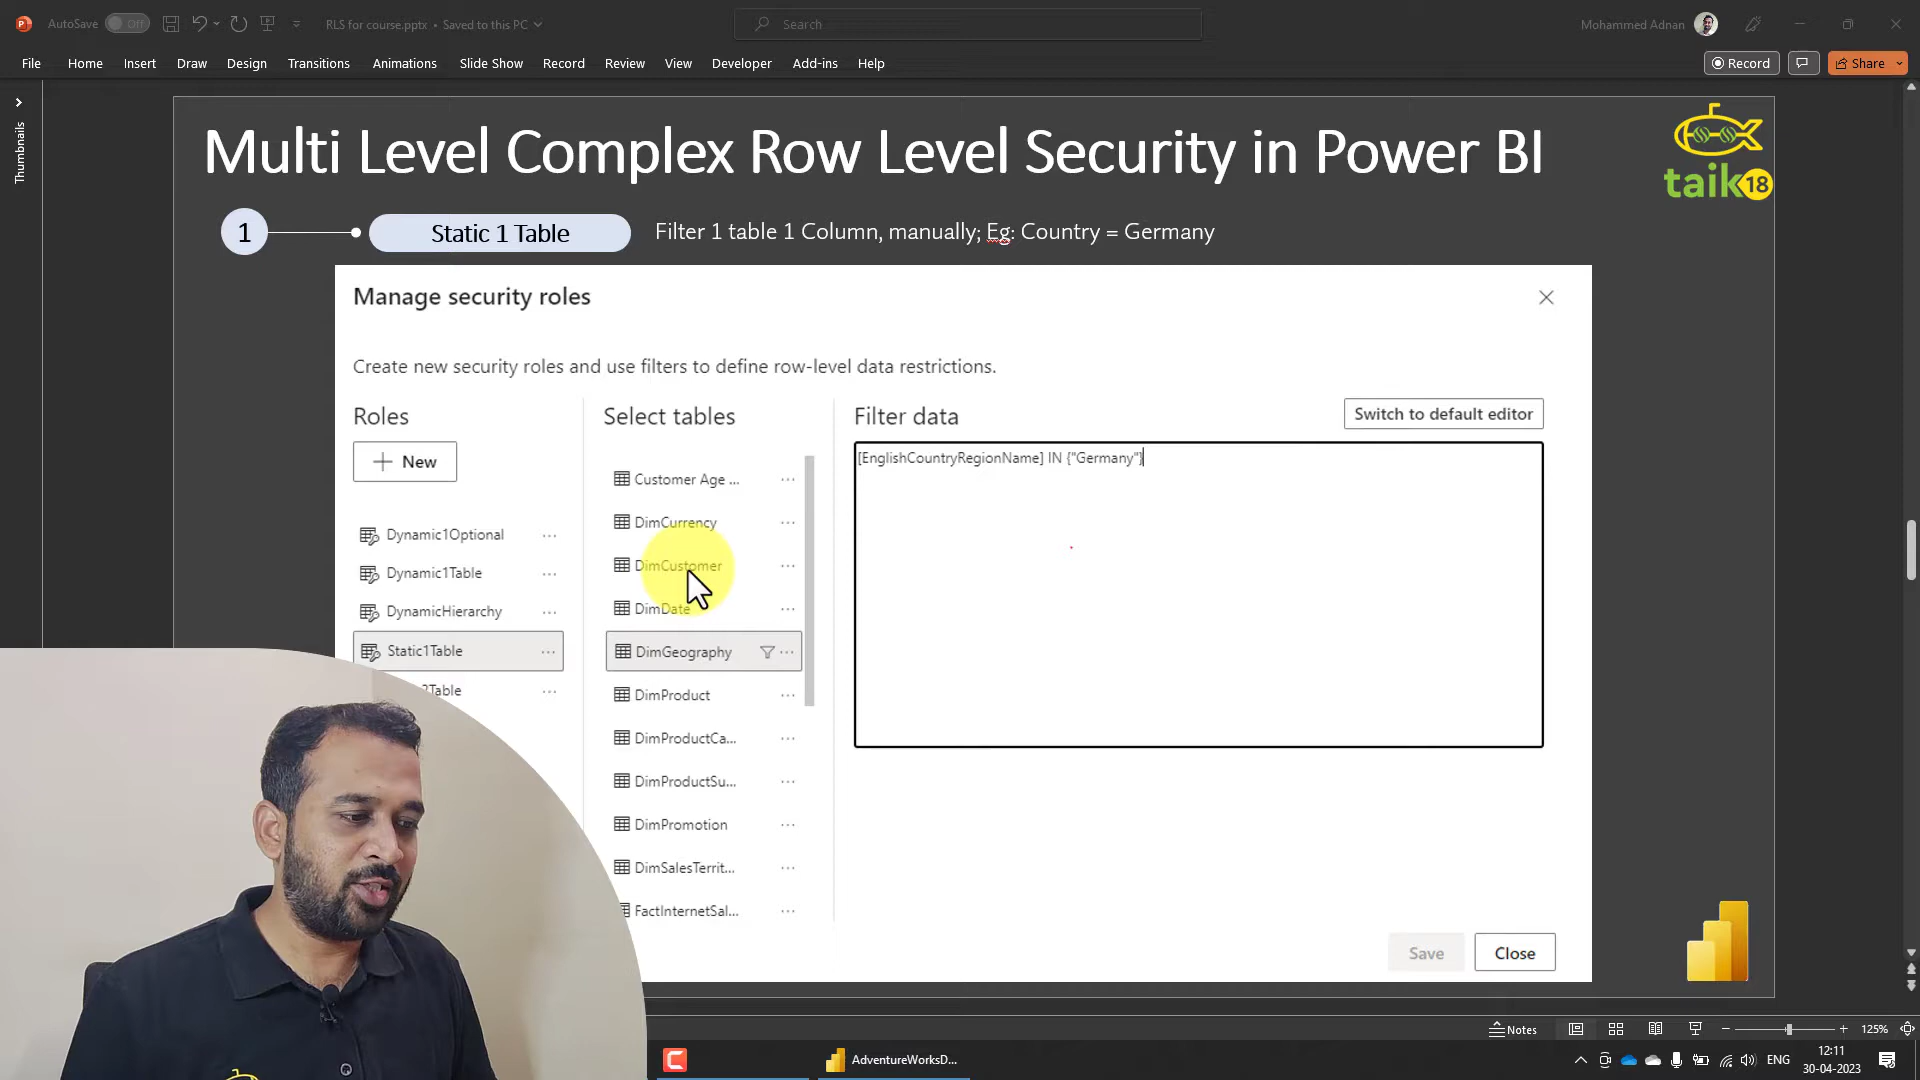 AutoSave Off RLS for course.pptx • Saved to this PC Search Mohammed Adnan
File Home Insert Draw Design Transitions Animations Slide Show Record Review View Developer Add-ins Help Record Share
Thumbnails
Multi Level Complex Row Level Security in Power BI
taik18
1 Static 1 Table Filter 1 table 1 Column, manually; Eg: Country = Germany
Manage security roles
Create new security roles and use filters to define row-level data restrictions.
Roles Select tables Filter data Switch to default editor
New
[EnglishCountryRegionName] IN {"Germany"}
Customer Age ...
DimCurrency
Dynamic1Optional
DimCustomer
Dynamic1Table
DimDate
DynamicHierarchy
Static1Table
DimGeography
2Table
DimProduct
DimProductCa...
DimProductSu...
DimPromotion
DimSalesTerrit...
FactInternetSal...
Save Close
Notes 125%
AdventureWorksD...
ENG
12:11
30-04-2023